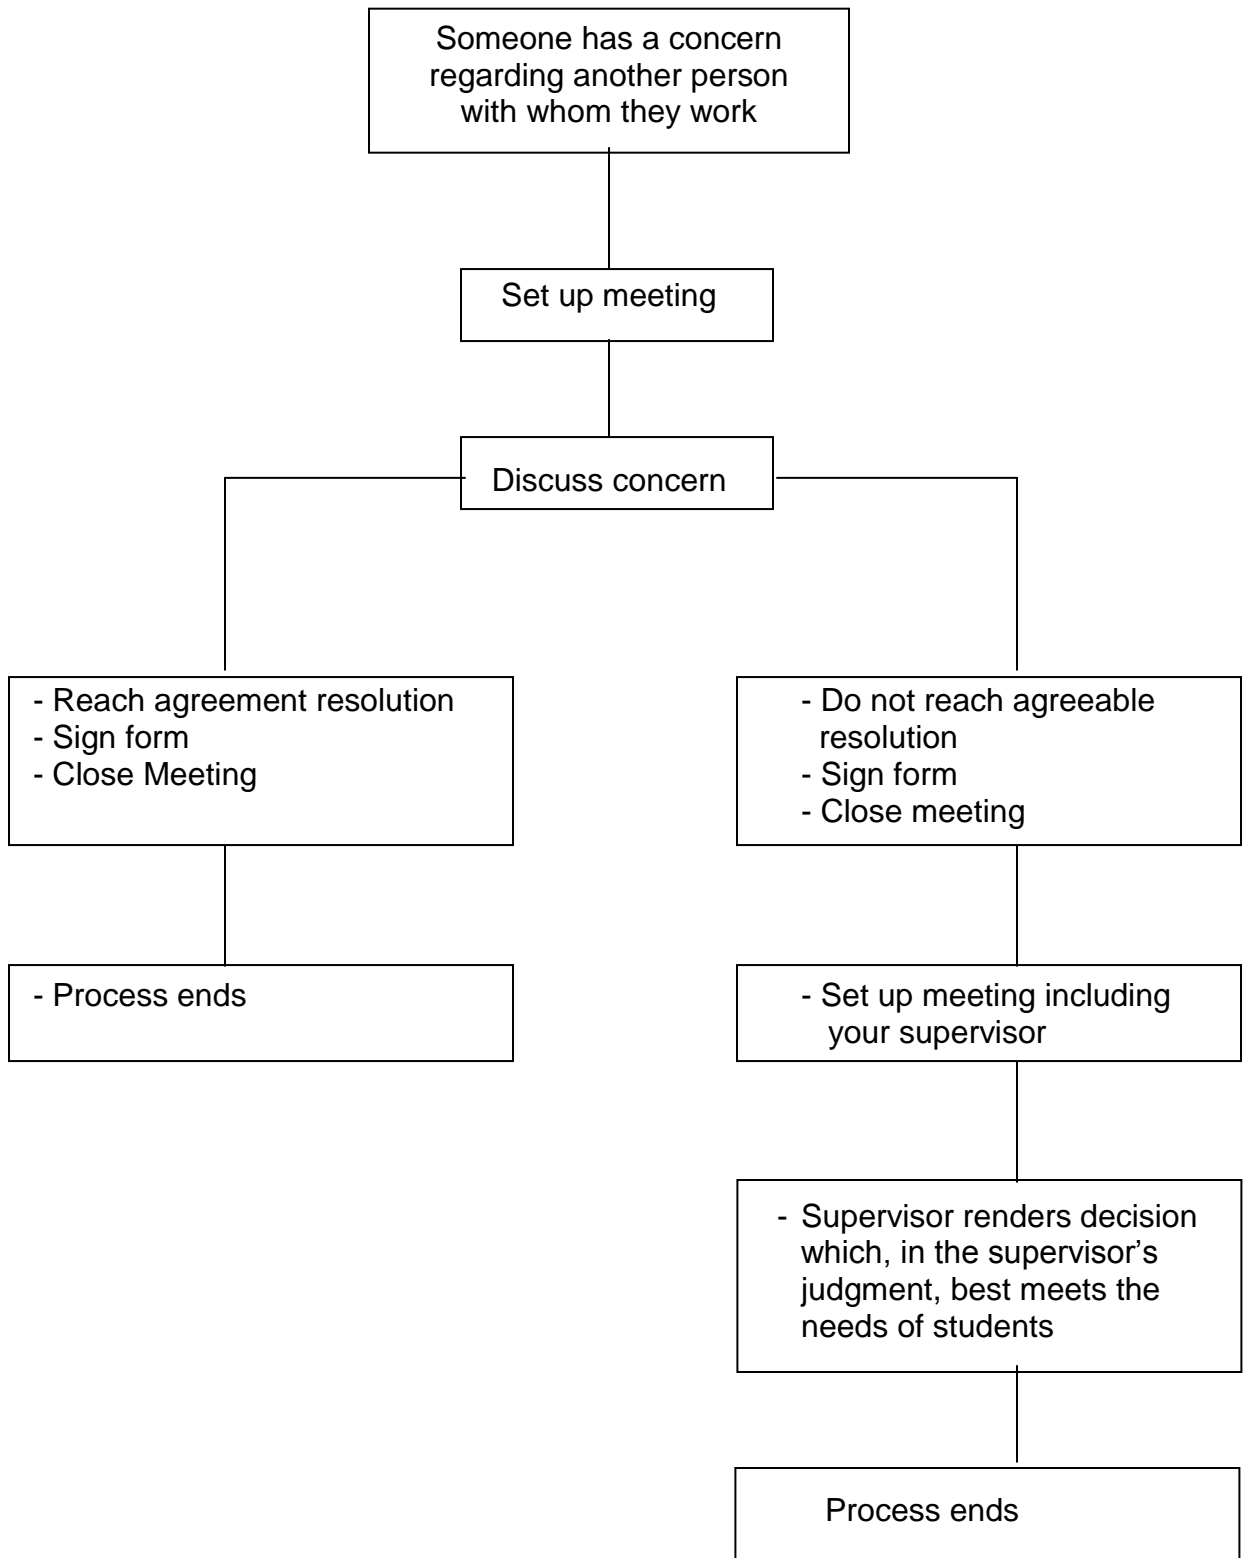 Someone has a concern
regarding another person
with whom they work
Set up meeting
Discuss concern
- Reach agreement resolution
- Sign form
- Close Meeting
- Do not reach agreeable
resolution
- Sign form
- Close meeting
- Process ends
- Set up meeting including
your supervisor
- Supervisor renders decision
which, in the supervisor’s
judgment, best meets the
needs of students
Process ends